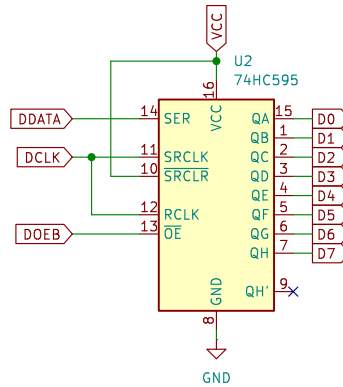 VCC
U2
74HC595
16
VCC
DDATA
14
SER
QA
15
D0
QB
1
D1
DCLK
11
SRCLK
QC
2
D2
10
SRCLR
QD
3
D3
QE
4
D4
12
RCLK
QF
5
D5
DOEB
13
OE
QG
6
D6
QH
7
D7
QH'
9
GND
8
GND